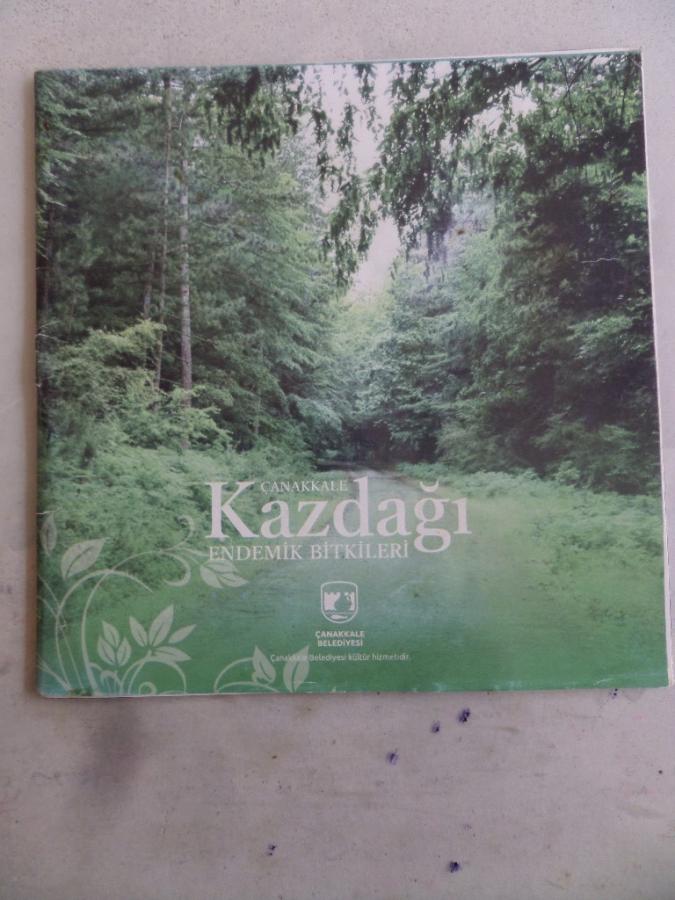 ÇANAKKALE
Kazdağı
ENDEMİK BİTKİLERİ
ÇANAKKALE
BELEDİYESİ
Çanakkale Belediyesi kültür hizmetidir.